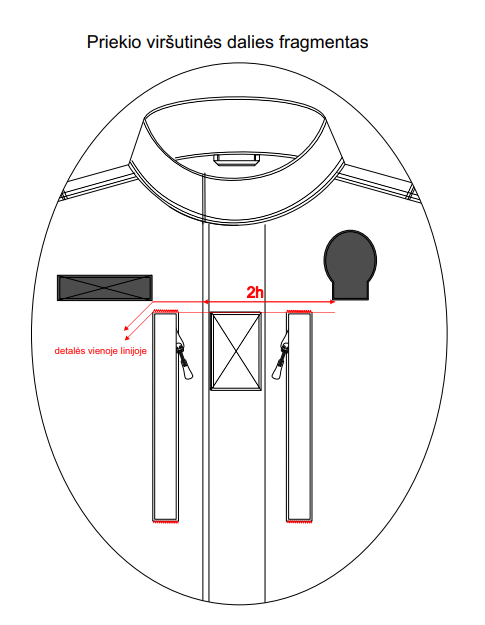 Priekio viršutinės dalies fragmentas
2h
detalės vienoje linijoje